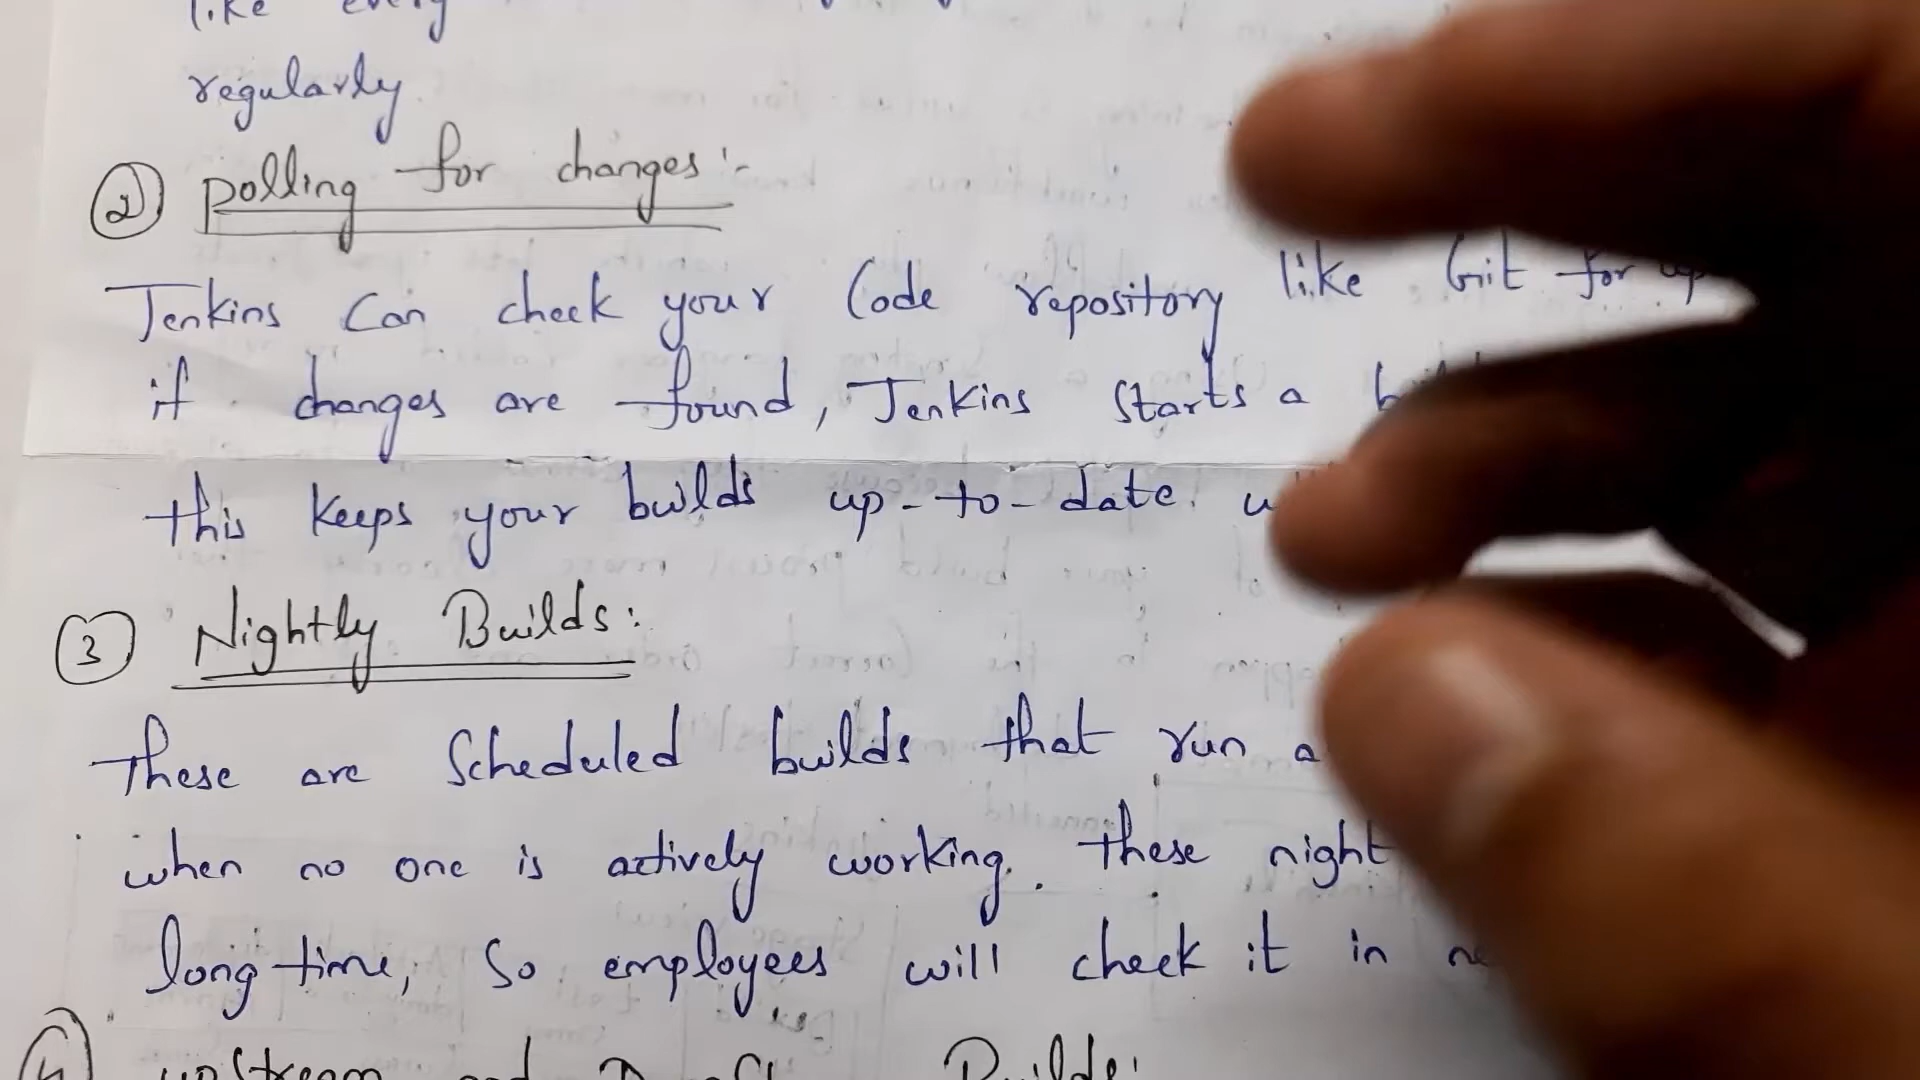 like every
regularly
② polling for changes :-
Jenkins can check your Code repository like Git for up
if changes are found, Jenkins starts a
this keeps your builds up-to-date.
③ Nightly Builds:
These are Scheduled builds that run
when no one is actively working. these night
long time, So employees will check it in
upstream and Builds: